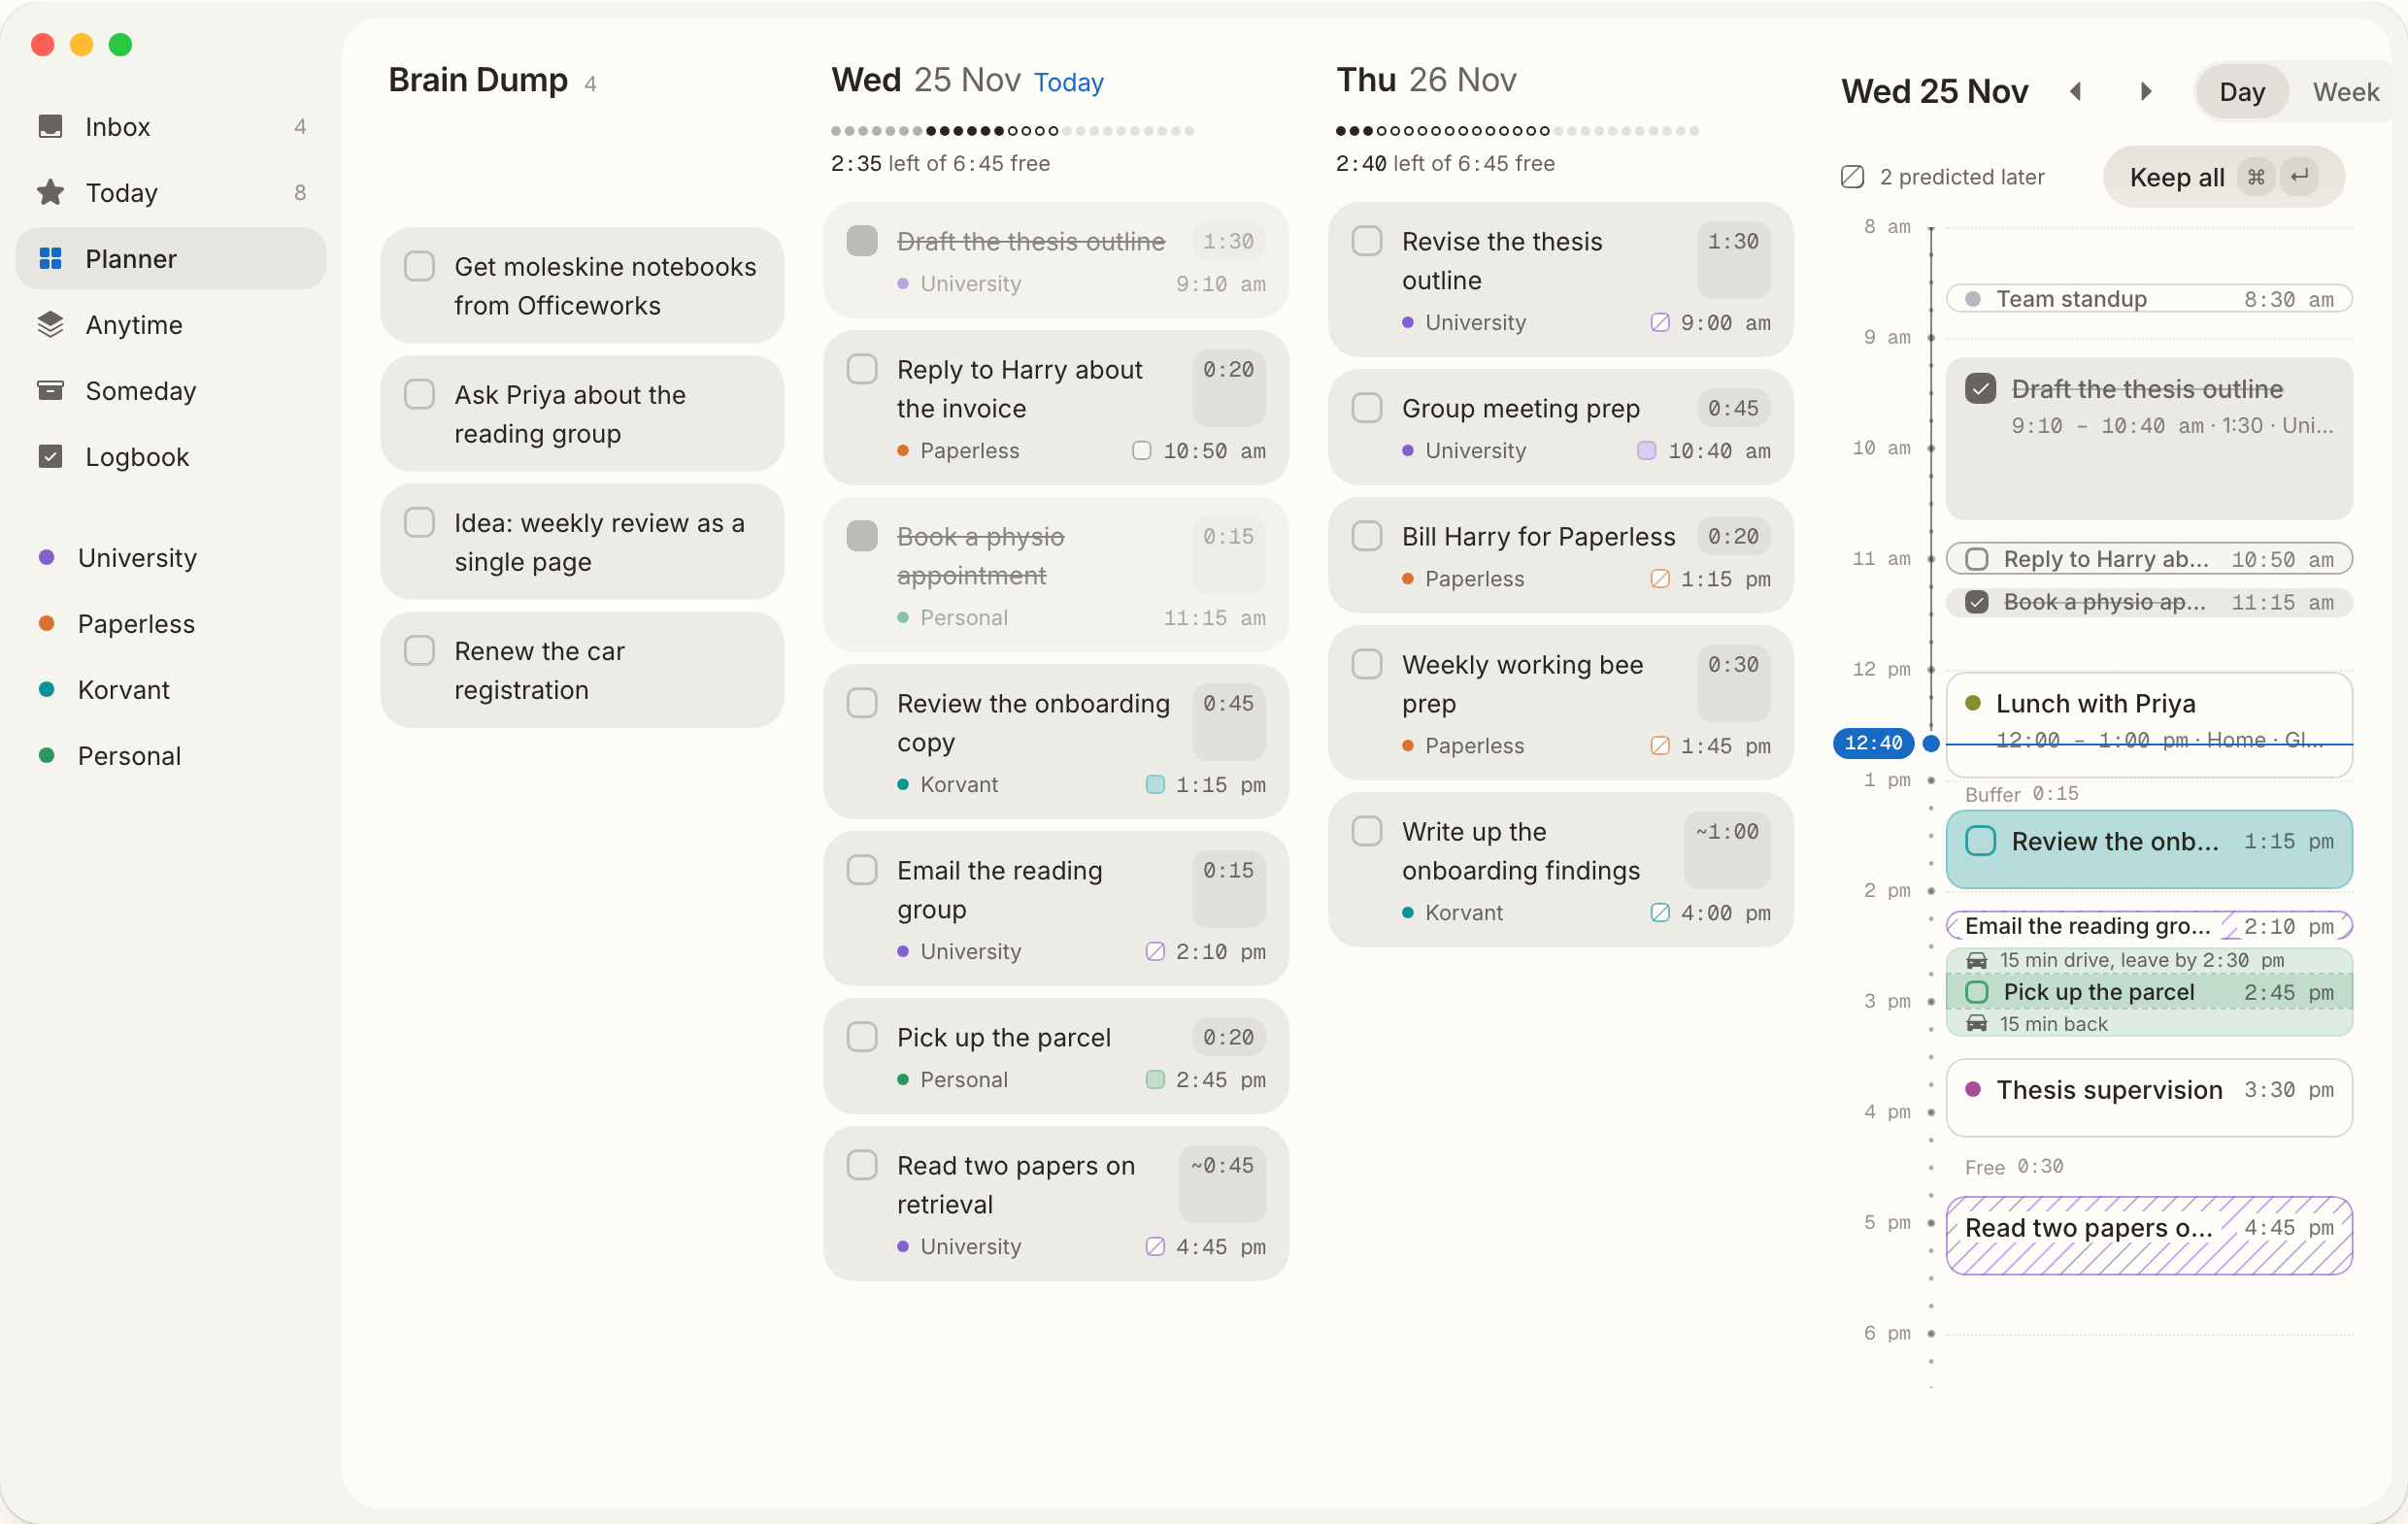 Inbox 4
Today 8
Planner
Anytime
Someday
Logbook
University
Paperless
Korvant
Personal
Brain Dump 4
Get moleskine notebooks
from Officeworks
Ask Priya about the
reading group
Idea: weekly review as a
single page
Renew the car
registration
Wed 25 Nov Today
2:35 left of 6:45 free
Draft the thesis outline 1:30
University 9:10 am
Reply to Harry about 0:20
the invoice
Paperless 10:50 am
Book a physio 0:15
appointment
Personal 11:15 am
Review the onboarding 0:45
copy
Korvant 1:15 pm
Email the reading 0:15
group
University 2:10 pm
Pick up the parcel 0:20
Personal 2:45 pm
Read two papers on ~0:45
retrieval
University 4:45 pm
Thu 26 Nov
2:40 left of 6:45 free
Revise the thesis 1:30
outline
University 9:00 am
Group meeting prep 0:45
University 10:40 am
Bill Harry for Paperless 0:20
Paperless 1:15 pm
Weekly working bee 0:30
prep
Paperless 1:45 pm
Write up the ~1:00
onboarding findings
Korvant 4:00 pm
Wed 25 Nov Day Week
2 predicted later Keep all ⌘ ↵
8 am
Team standup 8:30 am
9 am
Draft the thesis outline
9:10 – 10:40 am · 1:30 · Uni…
10 am
11 am Reply to Harry ab… 10:50 am
Book a physio ap… 11:15 am
12 pm
Lunch with Priya
12:40 12:00 – 1:00 pm · Home · Gl…
1 pm
Buffer 0:15
Review the onb… 1:15 pm
2 pm
Email the reading gro… 2:10 pm
15 min drive, leave by 2:30 pm
3 pm Pick up the parcel 2:45 pm
15 min back
Thesis supervision 3:30 pm
4 pm
Free 0:30
5 pm Read two papers o… 4:45 pm
6 pm